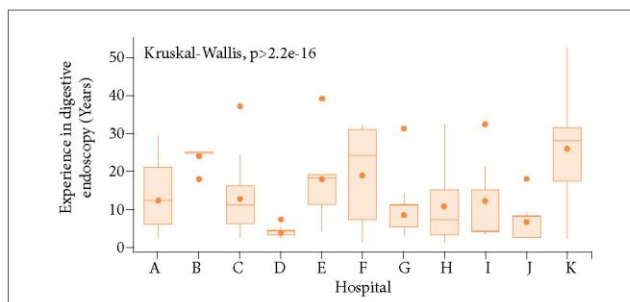 Kruskal-Wallis, p>2.2e-16
Experience in digestive
endoscopy (Years)
50
40
30
20
10
0
A B C D E F G H I J K
Hospital